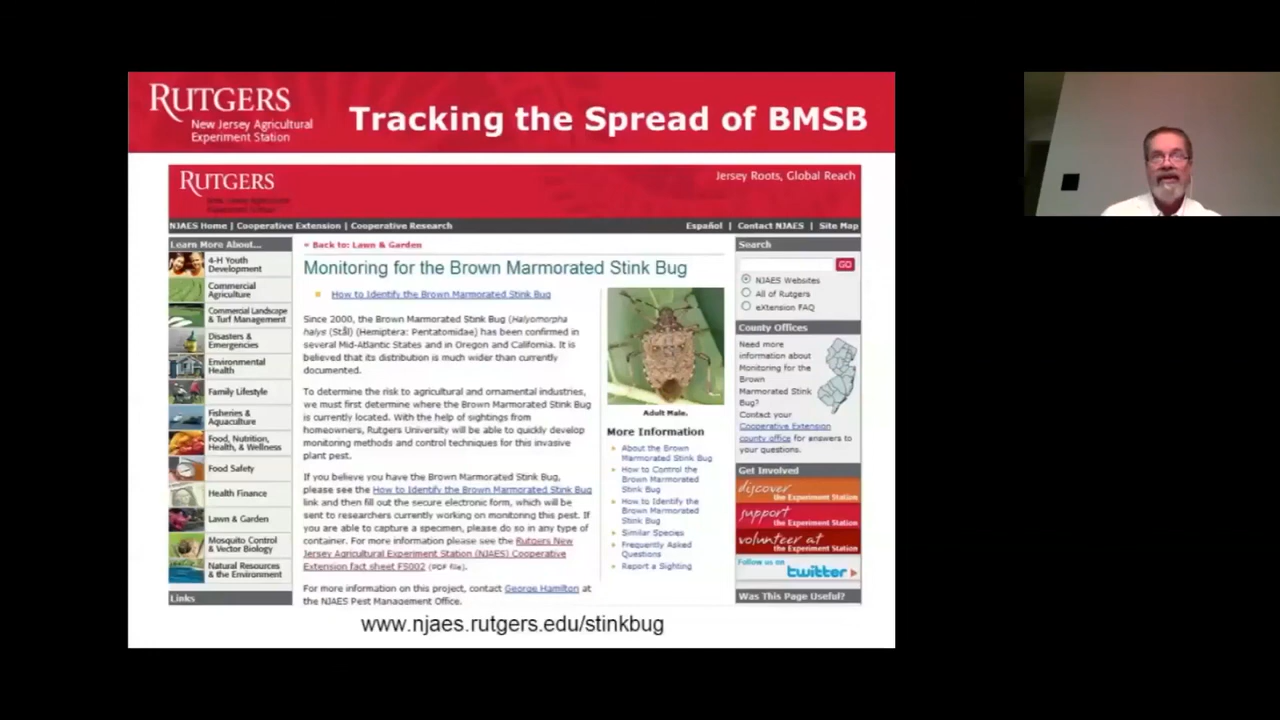 RUTGERS
New Jersey Agricultural
Experiment Station
Tracking the Spread of BMSB
RUTGERS
New Jersey Agricultural
Experiment Station
Jersey Roots, Global Reach
NJAES Home | Cooperative Extension | Cooperative Research
Español | Contact NJAES | Site Map
Learn More About...
4-H Youth
Development
Commercial
Agriculture
Commercial Landscape
& Turf Management
Disasters &
Emergencies
Environmental
Health
Family Lifestyle
Fisheries &
Aquaculture
Food, Nutrition,
Health, & Wellness
Food Safety
Health Finance
Lawn & Garden
Mosquito Control
& Vector Biology
Natural Resources
& the Environment
Links
« Back to: Lawn & Garden
Monitoring for the Brown Marmorated Stink Bug
How to Identify the Brown Marmorated Stink Bug
Since 2000, the Brown Marmorated Stink Bug (Halyomorpha
halys (Stål) (Hemiptera: Pentatomidae) has been confirmed in
several Mid-Atlantic States and in Oregon and California. It is
believed that its distribution is much wider than currently
documented.
To determine the risk to agricultural and ornamental industries,
we must first determine where the Brown Marmorated Stink Bug
is currently located. With the help of sightings from
homeowners, Rutgers University will be able to quickly develop
monitoring methods and control techniques for this invasive
plant pest.
If you believe you have the Brown Marmorated Stink Bug,
please see the How to Identify the Brown Marmorated Stink Bug
link and then fill out the secure electronic form, which will be
sent to researchers currently working on monitoring this pest. If
you are able to capture a specimen, please do so in any type of
container. For more information please see the Rutgers New
Jersey Agricultural Experiment Station (NJAES) Cooperative
Extension fact sheet FS002 (PDF file).
For more information on this project, contact George Hamilton at
the NJAES Pest Management Office.
Adult Male.
More Information
About the Brown
Marmorated Stink Bug
How to Control the
Brown Marmorated
Stink Bug
How to Identify the
Brown Marmorated
Stink Bug
Similar Species
Frequently Asked
Questions
Report a Sighting
Search
GO
NJAES Websites
All of Rutgers
eXtension FAQ
County Offices
Need more
information about
Monitoring for the
Brown
Marmorated Stink
Bug?
Contact your
Cooperative Extension
county office for answers to
your questions.
Get Involved
discover
the Experiment Station
support
the Experiment Station
volunteer at
the Experiment Station
Follow us on
twitter
Was This Page Useful?
www.njaes.rutgers.edu/stinkbug